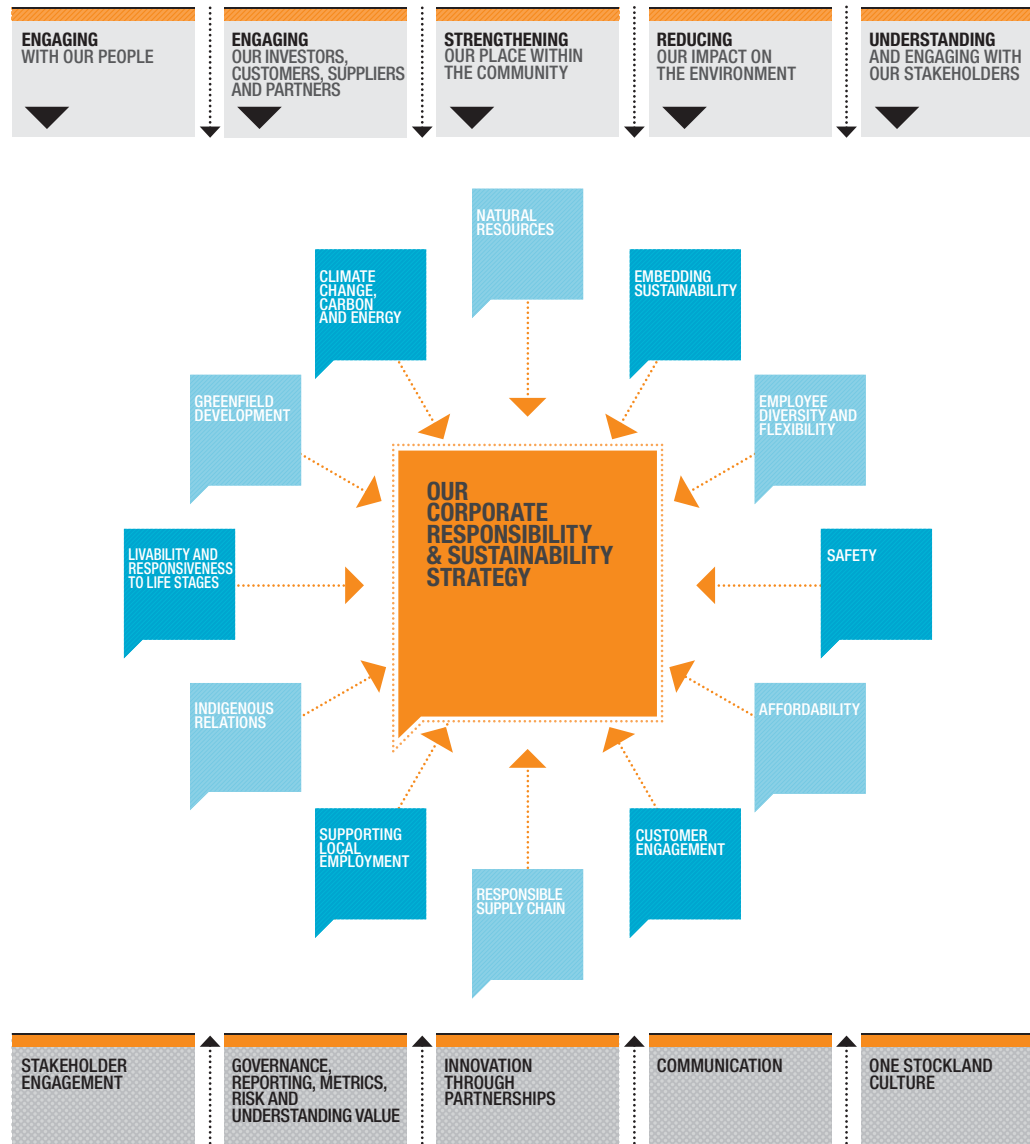 ENGAGING
WITH OUR PEOPLE
ENGAGING
OUR INVESTORS,
CUSTOMERS, SUPPLIERS
AND PARTNERS
STRENGTHENING
OUR PLACE WITHIN
THE COMMUNITY
REDUCING
OUR IMPACT ON
THE ENVIRONMENT
UNDERSTANDING
AND ENGAGING WITH
OUR STAKEHOLDERS
NATURAL
RESOURCES
CLIMATE
CHANGE,
CARBON
AND ENERGY
EMBEDDING
SUSTAINABILITY
GREENFIELD
DEVELOPMENT
EMPLOYEE
DIVERSITY AND
FLEXIBILITY
OUR
CORPORATE
RESPONSIBILITY
& SUSTAINABILITY
STRATEGY
LIVABILITY AND
RESPONSIVENESS
TO LIFE STAGES
SAFETY
INDIGENOUS
RELATIONS
AFFORDABILITY
SUPPORTING
LOCAL
EMPLOYMENT
CUSTOMER
ENGAGEMENT
RESPONSIBLE
SUPPLY CHAIN
STAKEHOLDER
ENGAGEMENT
GOVERNANCE,
REPORTING, METRICS,
RISK AND
UNDERSTANDING VALUE
INNOVATION
THROUGH
PARTNERSHIPS
COMMUNICATION
ONE STOCKLAND
CULTURE